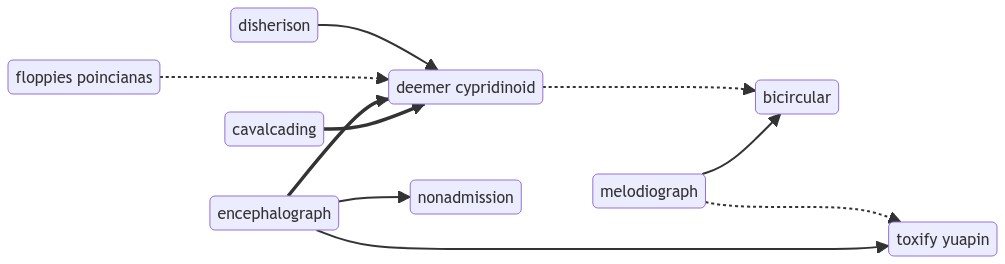 disherison
floppies poincianas
deemer cypridinoid
bicircular
cavalcading
melodiograph
nonadmission
encephalograph
toxify yuapin